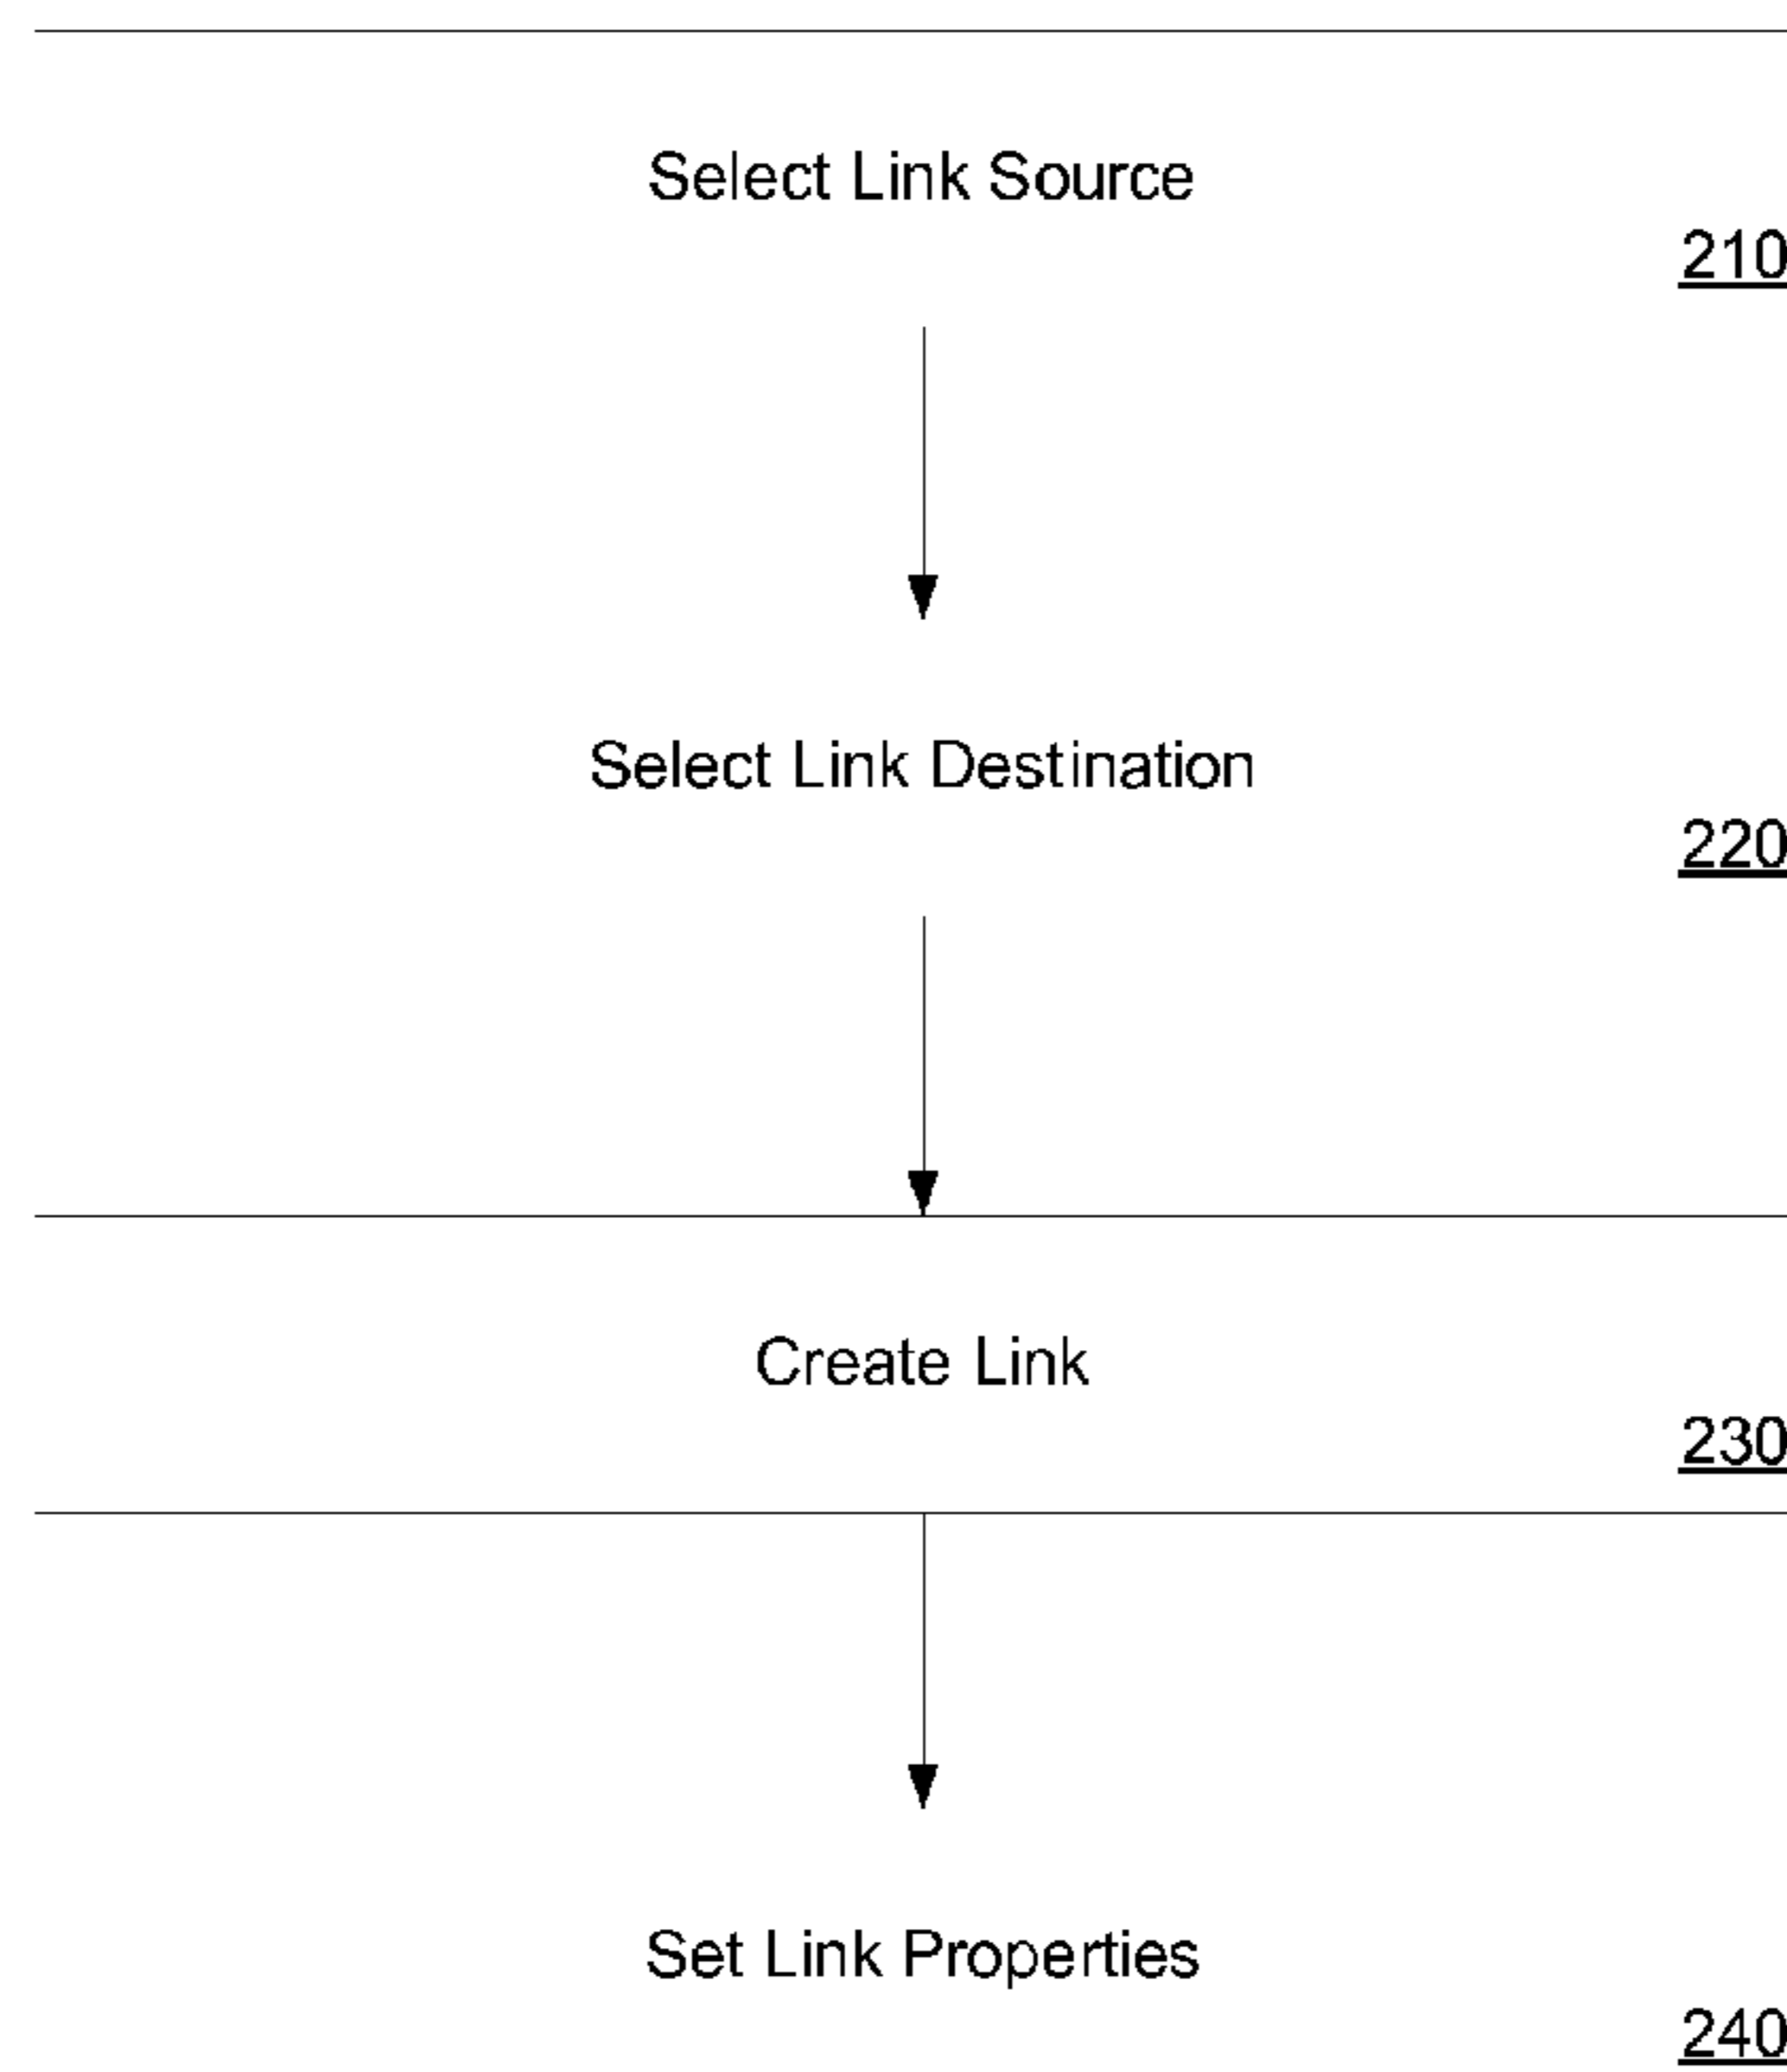 Select Link Source
210
Select Link Destination
220
Create Link
230
Set Link Properties
240